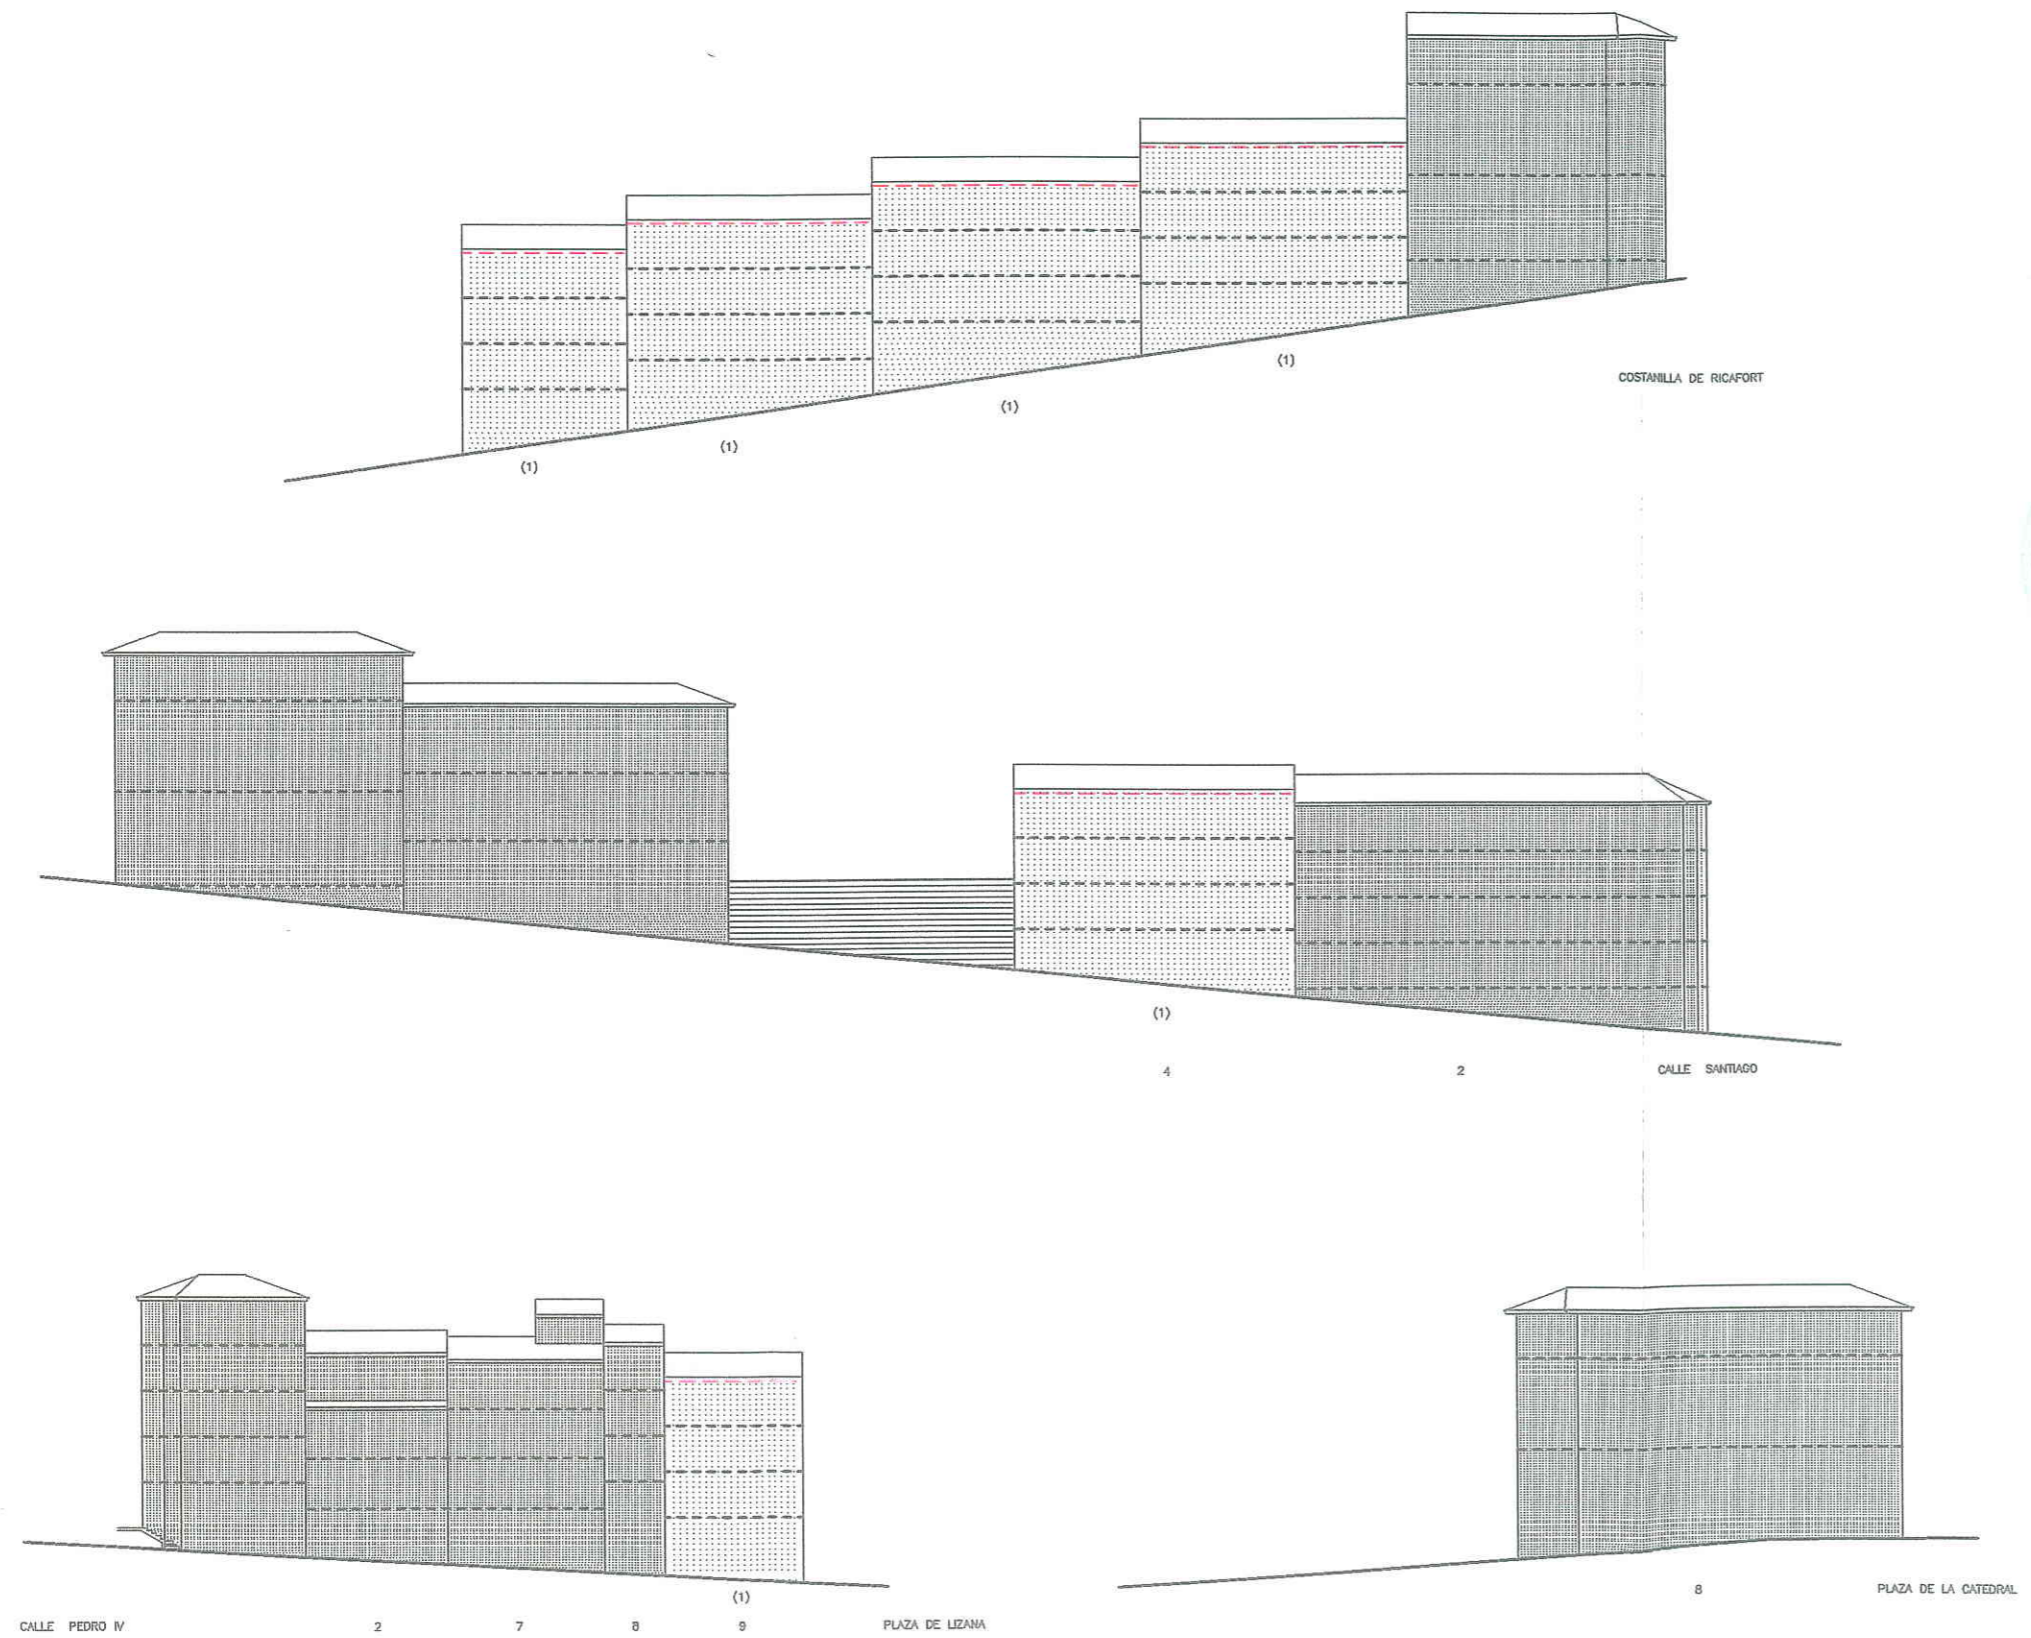 (1)
COSTANILLA DE RICAFORT
(1)
(1)
(1)
(1)
4 2 CALLE SANTIAGO
(1)
8 PLAZA DE LA CATEDRAL
CALLE PEDRO IV 2 7 8 9 PLAZA DE LIZANA